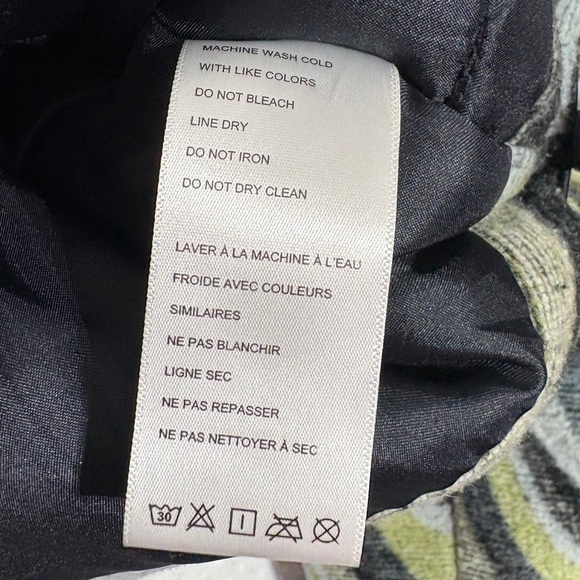 MACHINE WASH COLD
WITH LIKE COLORS
DO NOT BLEACH
LINE DRY
DO NOT IRON
DO NOT DRY CLEAN
LAVER À LA MACHINE À L'EAU
FROIDE AVEC COULEURS
SIMILAIRES
NE PAS BLANCHIR
LIGNE SEC
NE PAS REPASSER
NE PAS NETTOYER À SEC
30